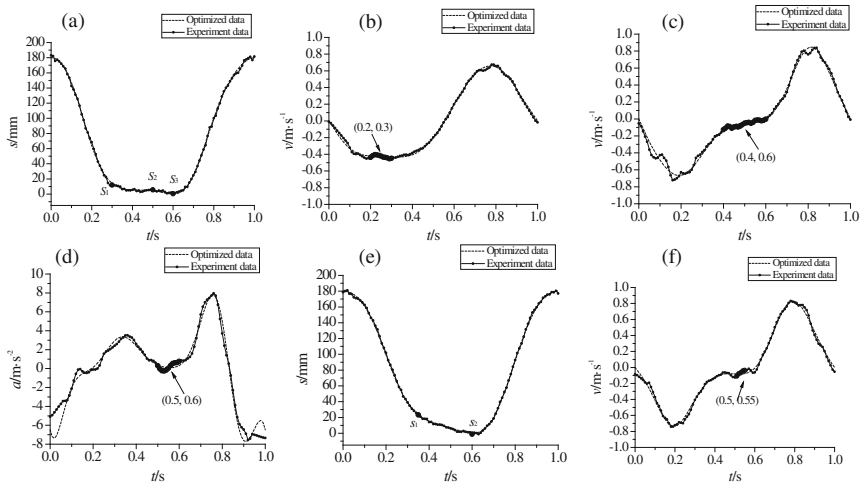 (a)
Optimized data
Experiment data
s/mm
200
180
160
140
120
100
80
60
40
20
0
S1
S2
S3
0.0 0.2 0.4 0.6 0.8 1.0
t/s
(b)
Optimized data
Experiment data
v/m·s-1
1.0
0.8
0.6
0.4
0.2
0.0
-0.2
-0.4
-0.6
-0.8
-1.0
(0.2, 0.3)
0.0 0.2 0.4 0.6 0.8 1.0
t/s
(c)
Optimized data
Experiment data
v/m·s-1
1.0
0.8
0.6
0.4
0.2
0.0
-0.2
-0.4
-0.6
-0.8
-1.0
(0.4, 0.6)
0.0 0.2 0.4 0.6 0.8 1.0
t/s
(d)
Optimized data
Experiment data
a/m·s-2
8
6
4
2
0
-2
-4
-6
-8
(0.5, 0.6)
0.0 0.2 0.4 0.6 0.8 1.0
t/s
(e)
Optimized data
Experiment data
s/mm
200
180
160
140
120
100
80
60
40
20
0
S1
S2
0.0 0.2 0.4 0.6 0.8 1.0
t/s
(f)
Optimized data
Experiment data
v/m·s-1
1.0
0.8
0.6
0.4
0.2
0.0
-0.2
-0.4
-0.6
-0.8
-1.0
(0.5, 0.55)
0.0 0.2 0.4 0.6 0.8 1.0
t/s